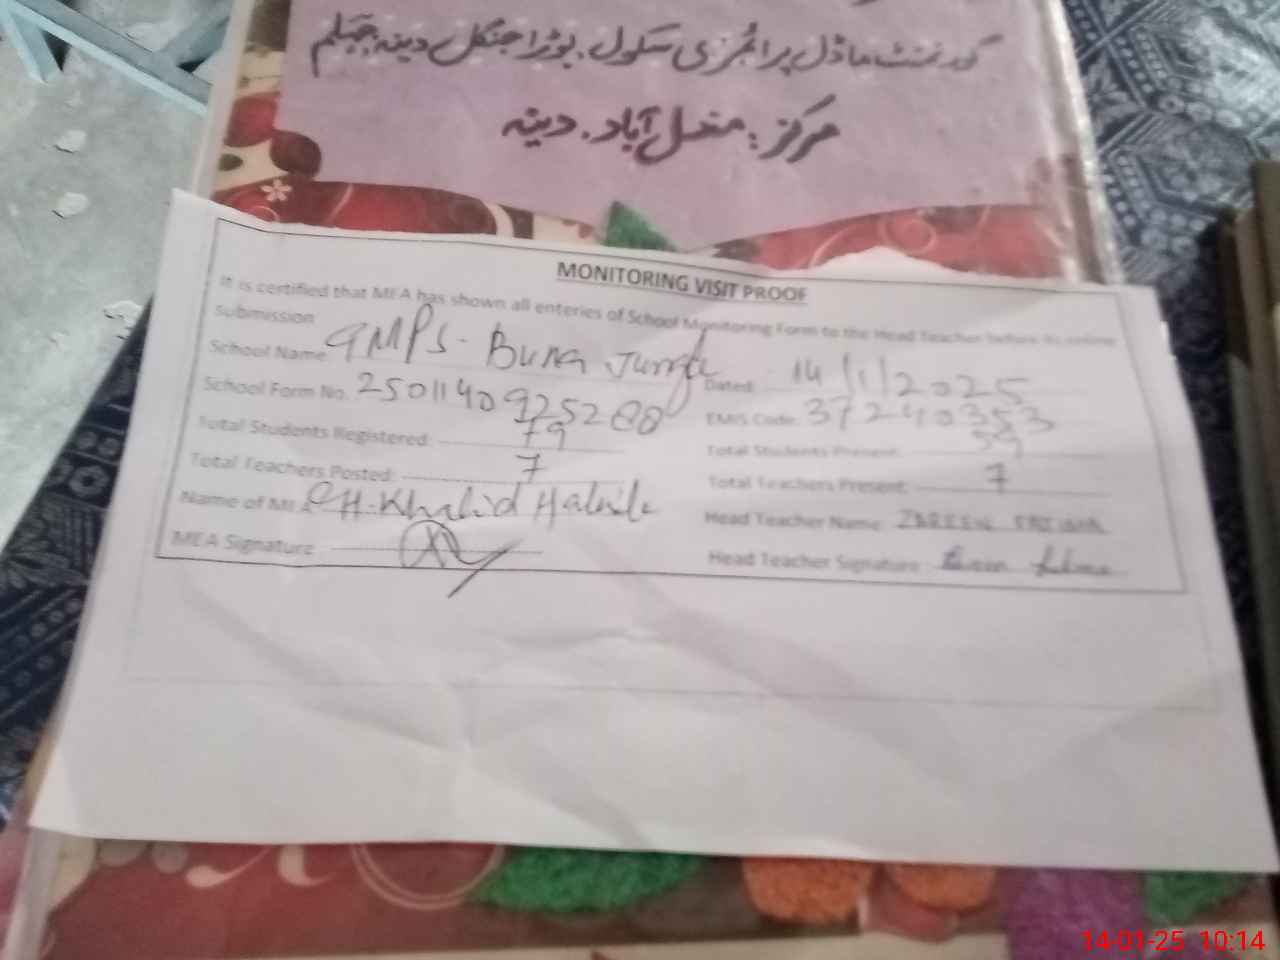 گورنمنٹ ماڈل پرائمری سکول. بوڑا جنگل دینہ جہلم
مرکز: مغل آباد. دینہ
MONITORING VISIT PROOF
It is certified that MEA has shown all enteries of School Monitoring Form to the Head Teacher before its online
Submission
School Name GMPS. Bura Jungle Dated: 14/1/2025
School Form No. 25011409252 EMIS Code. 37240353
Total Students Registered: 79 Total Students Present: 59
Total Teachers Posted: 7 Total Teachers Present: 7
Name of MEA CH. Khalid Head Teacher Name
MEA Signature Head Teacher Signature:
14-01-25 10:14